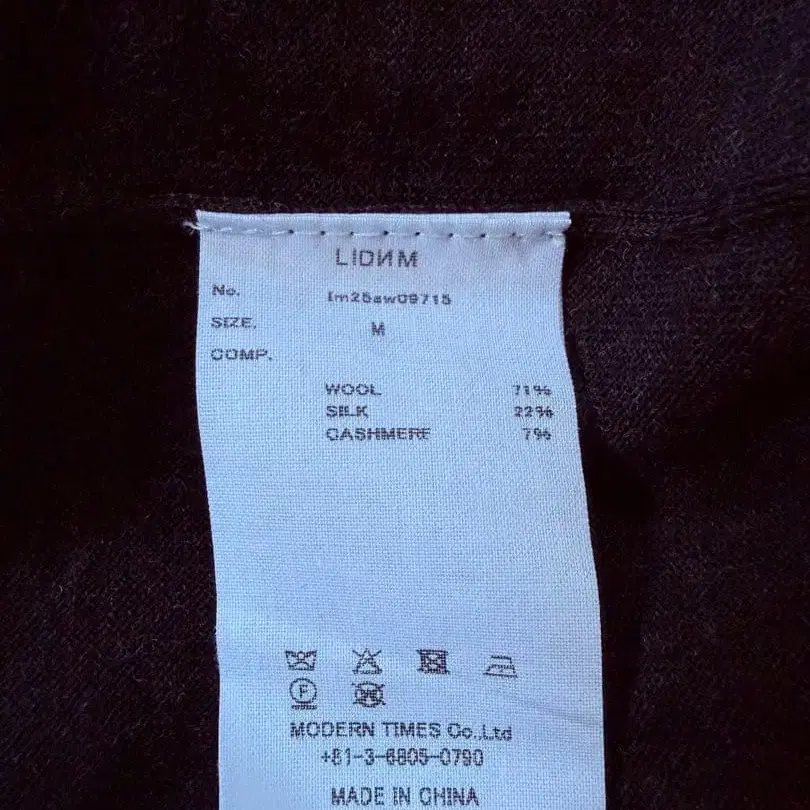 LIDИM
No. lm25aw09715
SIZE. M
COMP.
WOOL 71%
SILK 22%
CASHMERE 7%
F
W
MODERN TIMES Co.,Ltd
+81-3-6805-0790
MADE IN CHINA